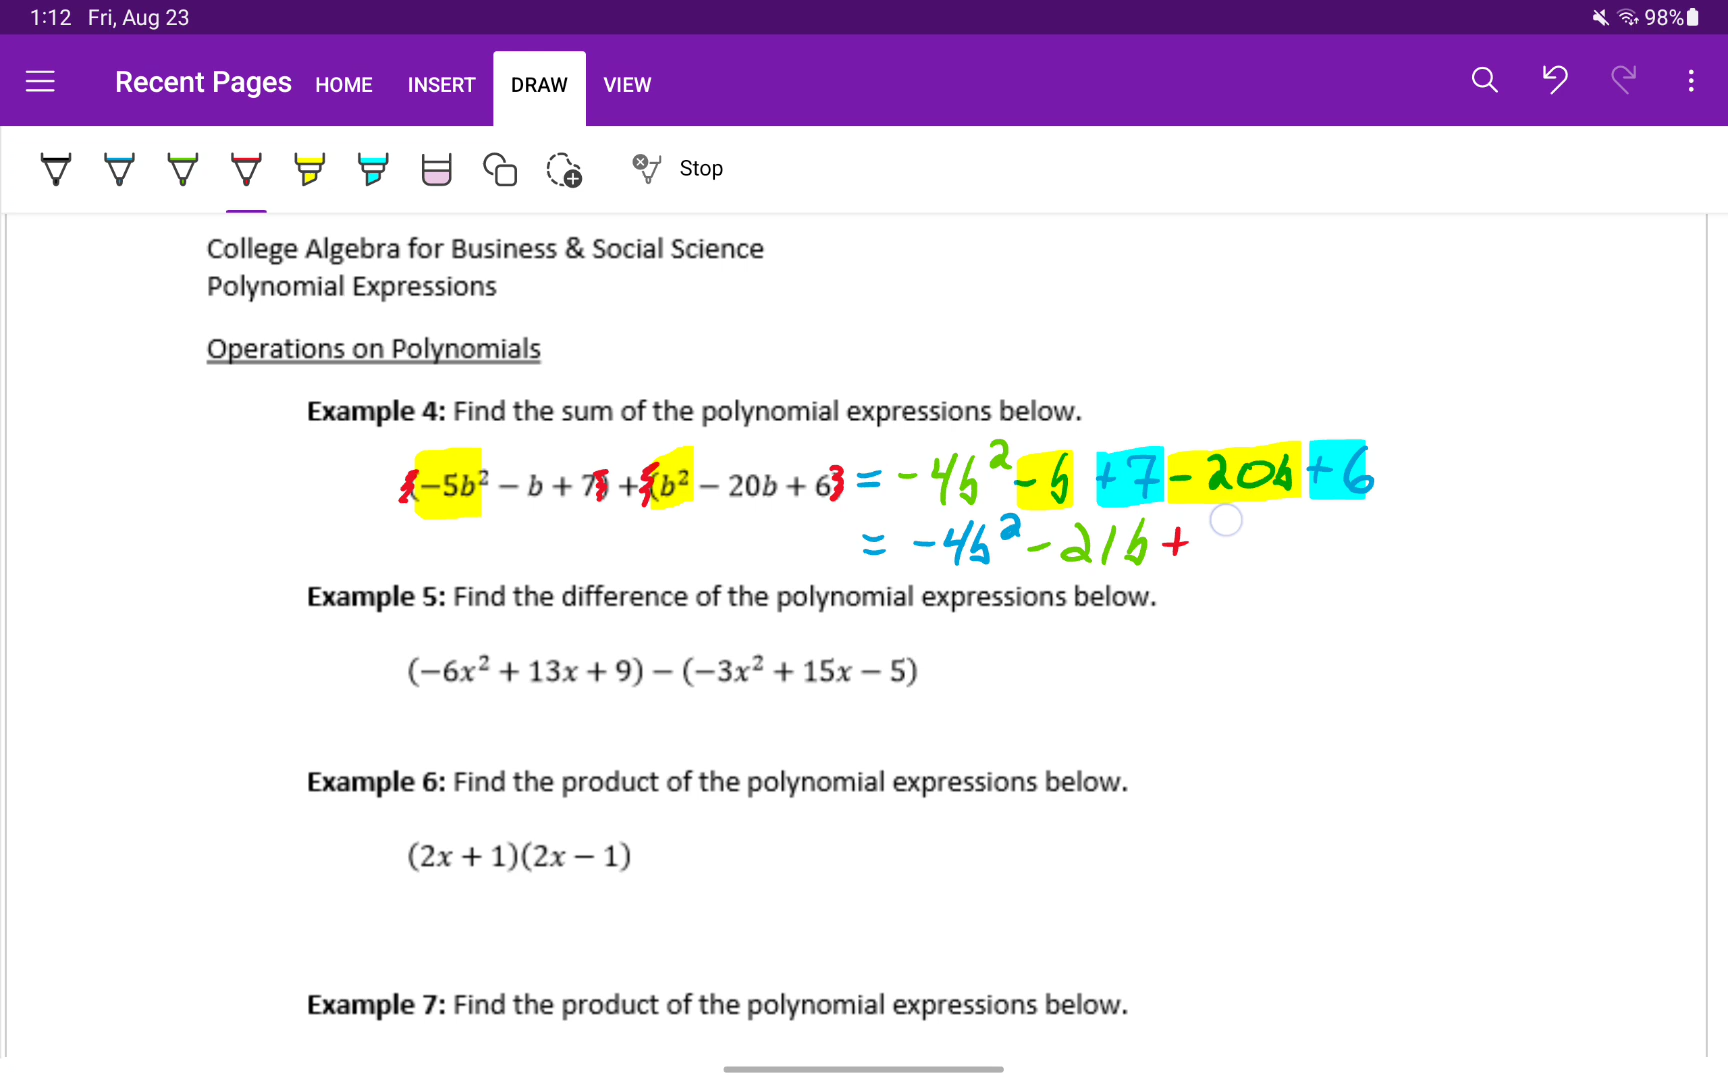 1:12 Fri, Aug 23 98%
Recent Pages HOME INSERT DRAW VIEW
Stop
College Algebra for Business & Social Science
Polynomial Expressions
Operations on Polynomials
Example 4: Find the sum of the polynomial expressions below.
(−5b² − b + 7) + (b² − 20b + 6) = -4b² - b + 7 - 20b + 6
= -4b² - 21b +
Example 5: Find the difference of the polynomial expressions below.
(−6x² + 13x + 9) − (−3x² + 15x − 5)
Example 6: Find the product of the polynomial expressions below.
(2x + 1)(2x − 1)
Example 7: Find the product of the polynomial expressions below.